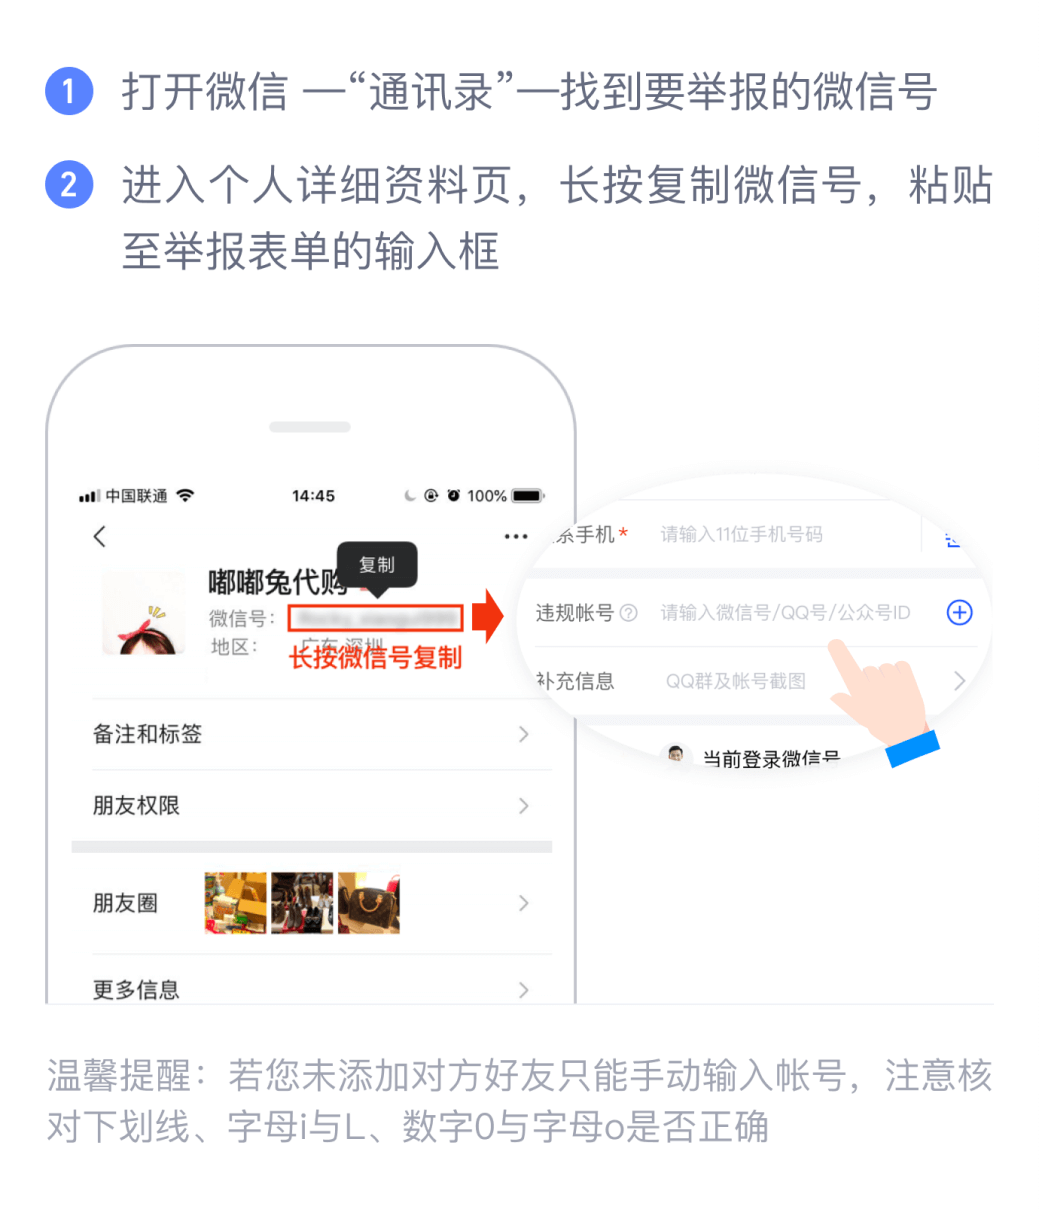 1 打开微信 —“通讯录”—找到要举报的微信号
2 进入个人详细资料页，长按复制微信号，粘贴
至举报表单的输入框
中国联通 14:45 100%
复制
嘟嘟兔代购
微信号：
地区： 广东 深圳
长按微信号复制
备注和标签
朋友权限
朋友圈
更多信息
系手机* 请输入11位手机号码
违规帐号 ? 请输入微信号/QQ号/公众号ID
补充信息 QQ群及帐号截图
当前登录微信号
温馨提醒：若您未添加对方好友只能手动输入帐号，注意核
对下划线、字母i与L、数字0与字母o是否正确